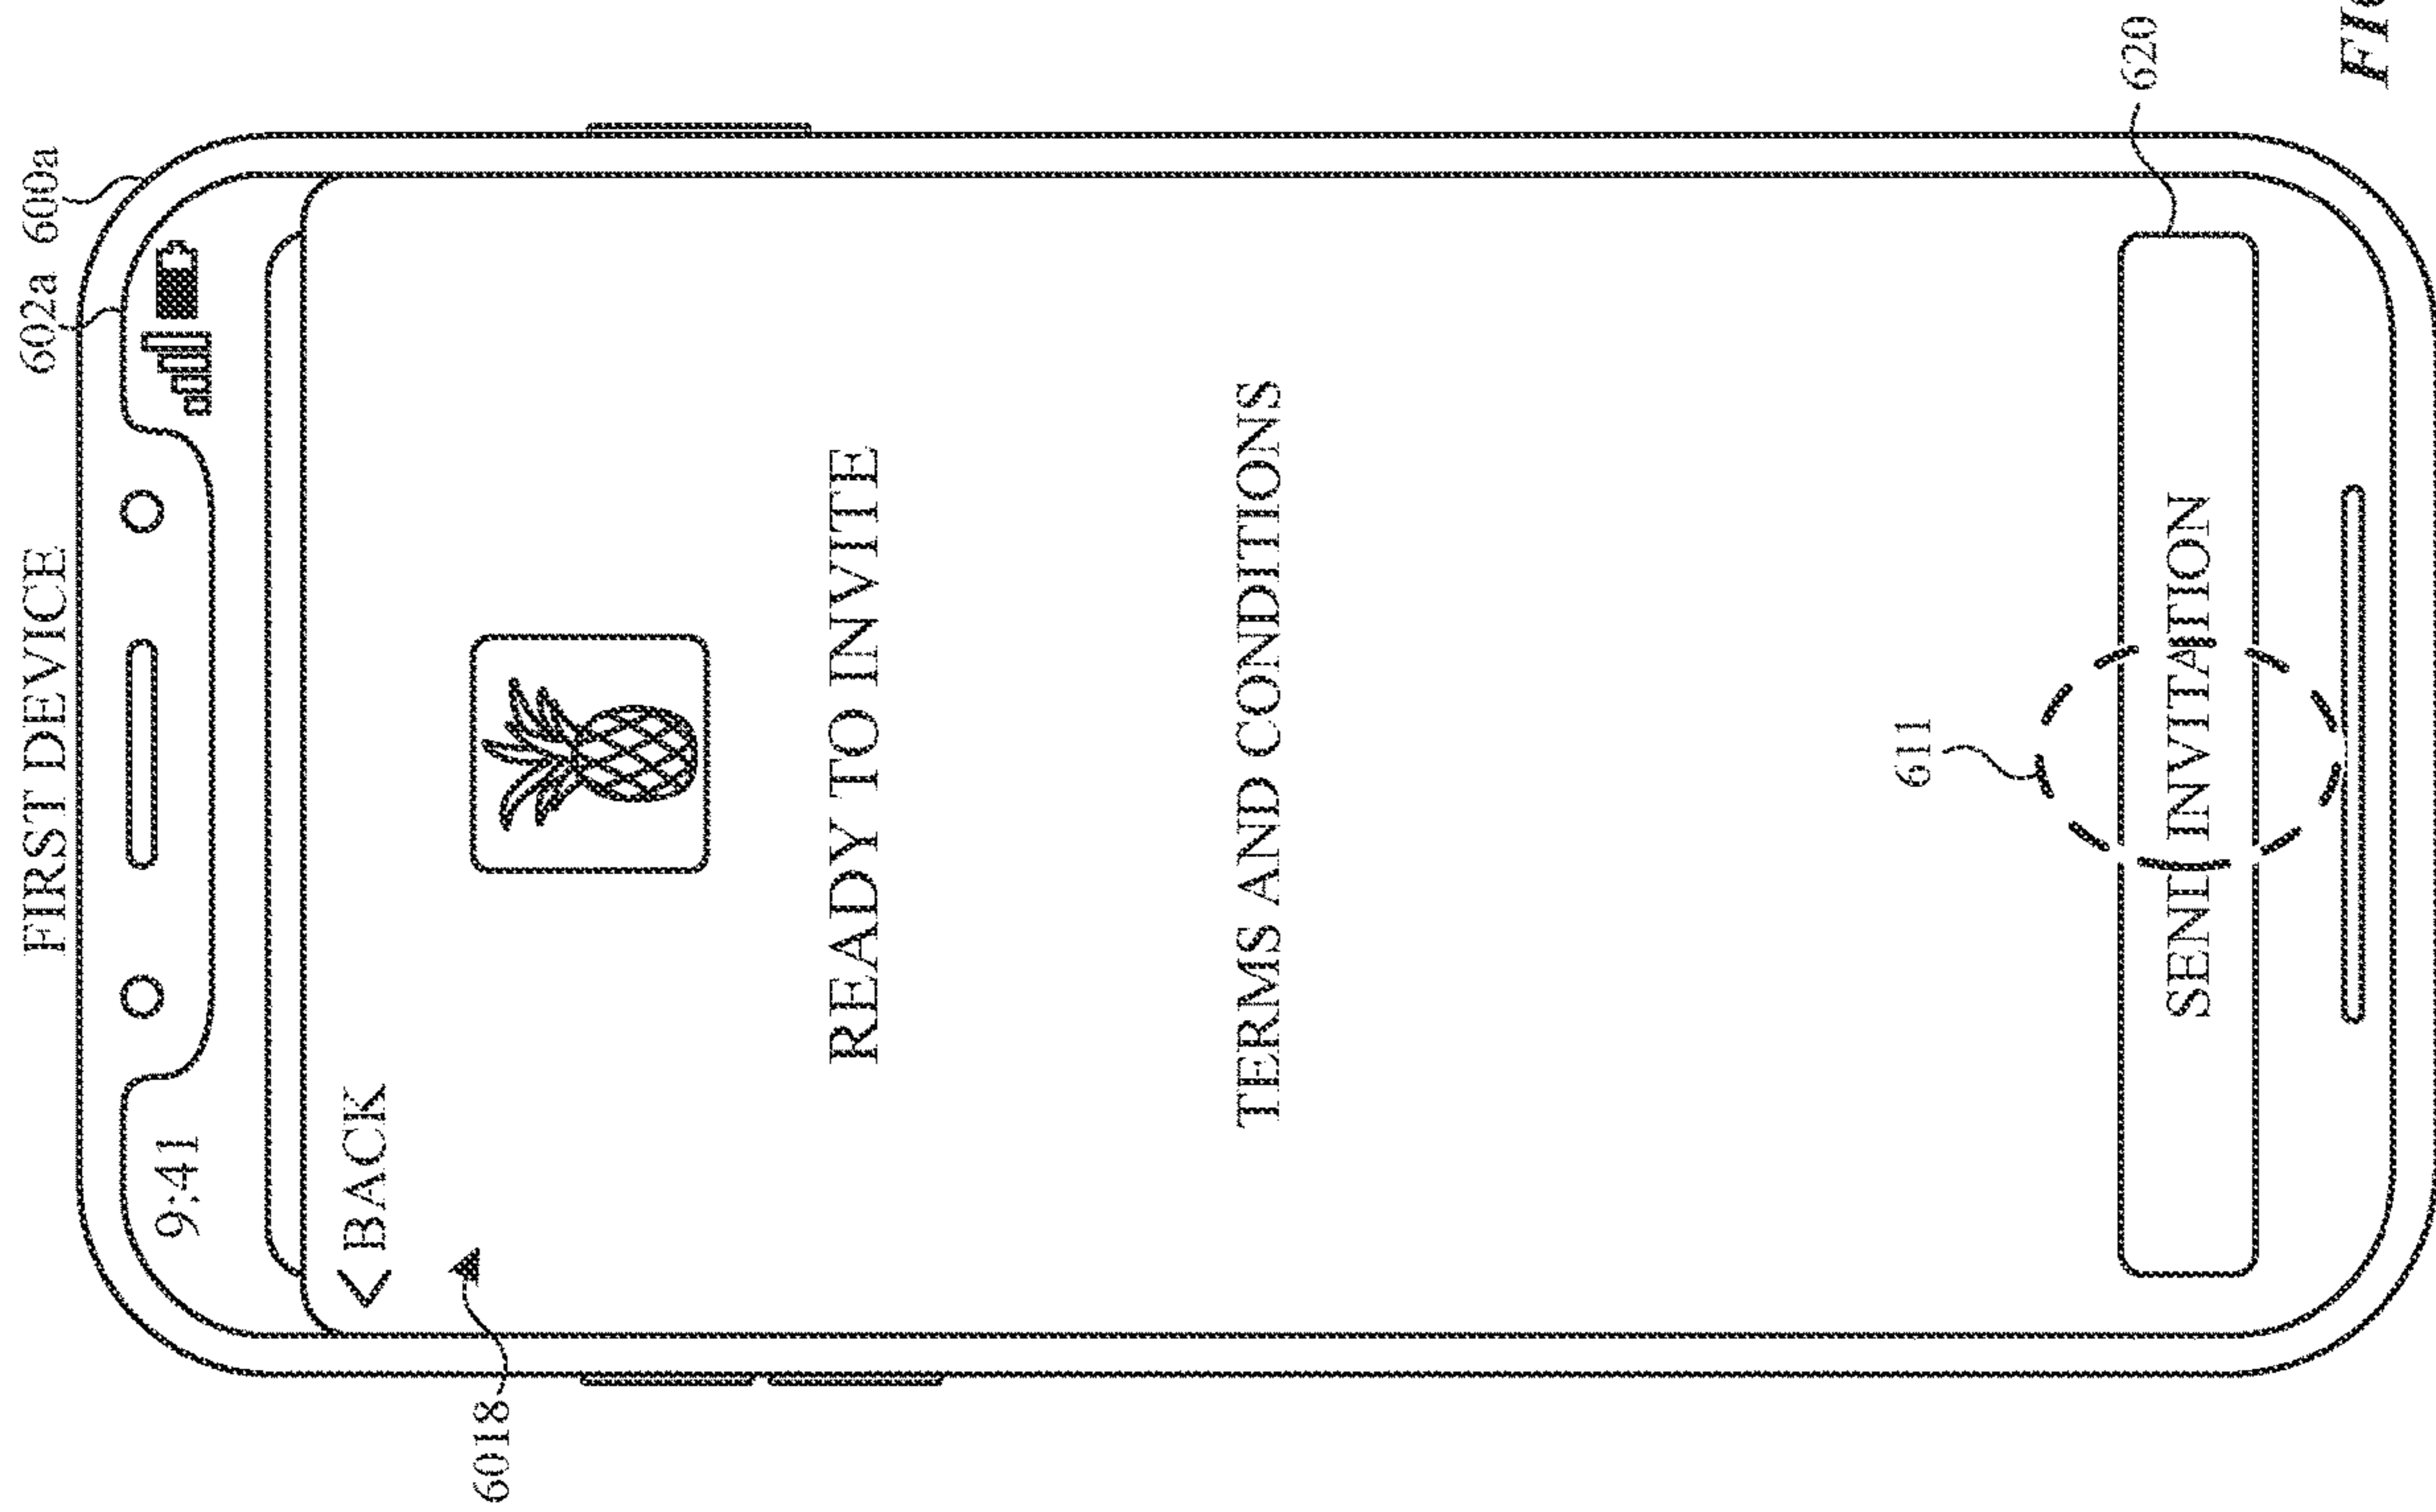 FIRST DEVICE
602a 600a
9:41
< BACK
6018
READY TO INVITE
TERMS AND CONDITIONS
611
SEND INVITATION
620